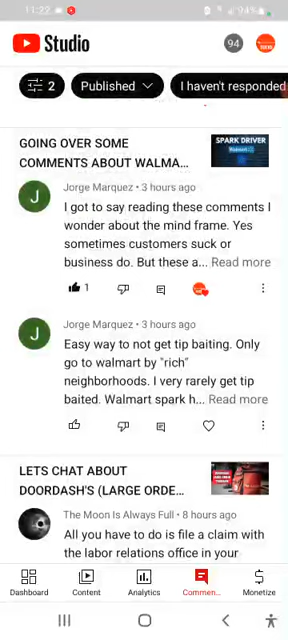 11:22
94%
Studio
94
2
Published
I haven't responded
GOING OVER SOME
COMMENTS ABOUT WALMA...
SPARK DRIVER
J
Jorge Marquez • 3 hours ago
I got to say reading these comments I
wonder about the mind frame. Yes
sometimes customers suck or
business do. But these a... Read more
1
J
Jorge Marquez • 3 hours ago
Easy way to not get tip baiting. Only
go to walmart by "rich"
neighborhoods. I very rarely get tip
baited. Walmart spark h... Read more
LETS CHAT ABOUT
DOORDASH'S (LARGE ORDE...
The Moon Is Always Full • 8 hours ago
All you have to do is file a claim with
the labor relations office in your
Dashboard
Content
Analytics
Commen...
Monetize